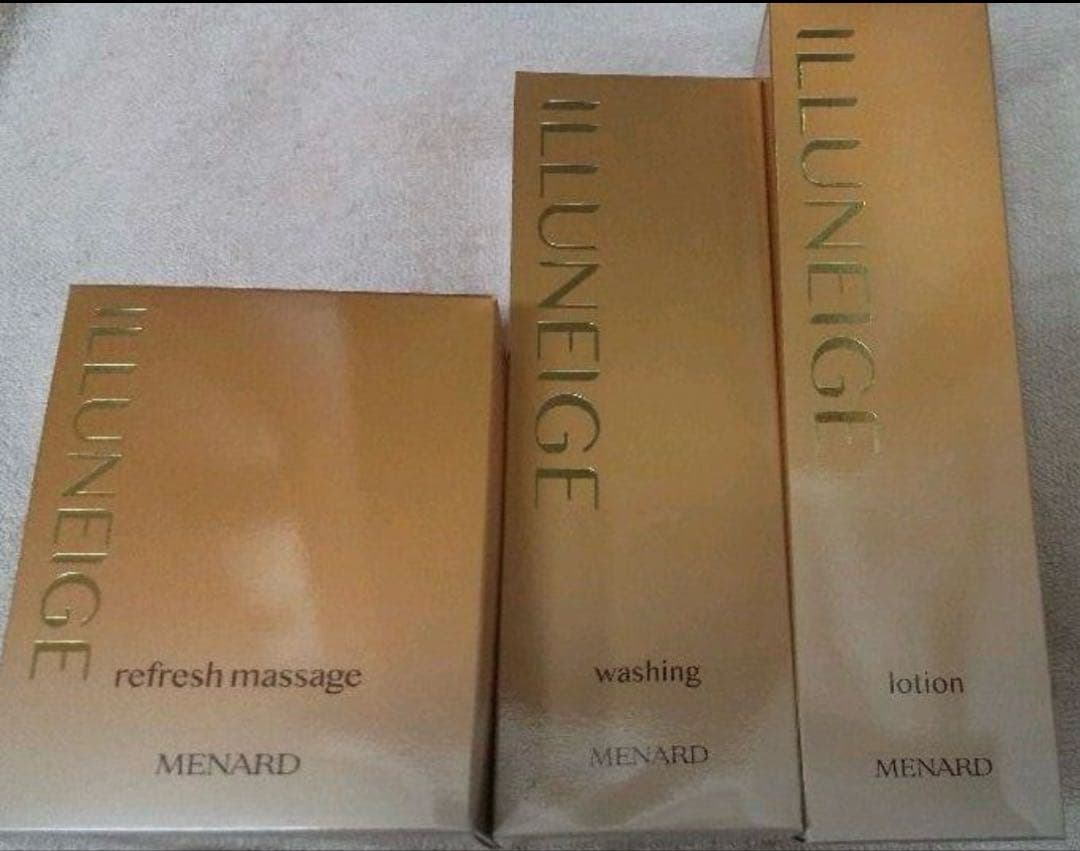 ILLUNEIGE
refresh massage
MENARD
ILLUNEIGE
washing
MENARD
ILLUNEIGE
lotion
MENARD